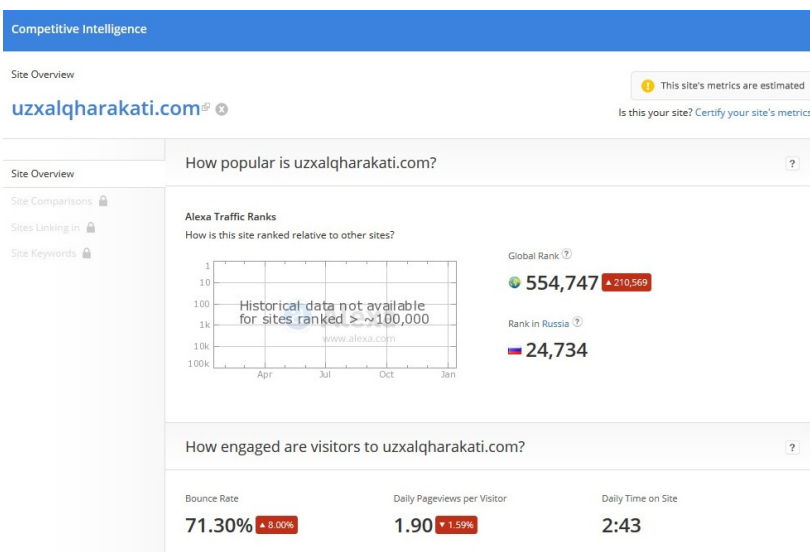 Competitive Intelligence
Site Overview
uzxalqharakati.com
This site's metrics are estimated
Is this your site? Certify your site's metrics
Site Overview
Site Comparisons
Sites Linking in
Site Keywords
How popular is uzxalqharakati.com?
?
Alexa Traffic Ranks
How is this site ranked relative to other sites?
1
10
100
1k
10k
100k
Historical data not available
for sites ranked > ~100,000
www.alexa.com
Apr Jul Oct Jan
Global Rank ?
554,747 ▲ 210,569
Rank in Russia ?
24,734
How engaged are visitors to uzxalqharakati.com?
?
Bounce Rate
71.30% ▲ 8.00%
Daily Pageviews per Visitor
1.90 ▼ 1.59%
Daily Time on Site
2:43